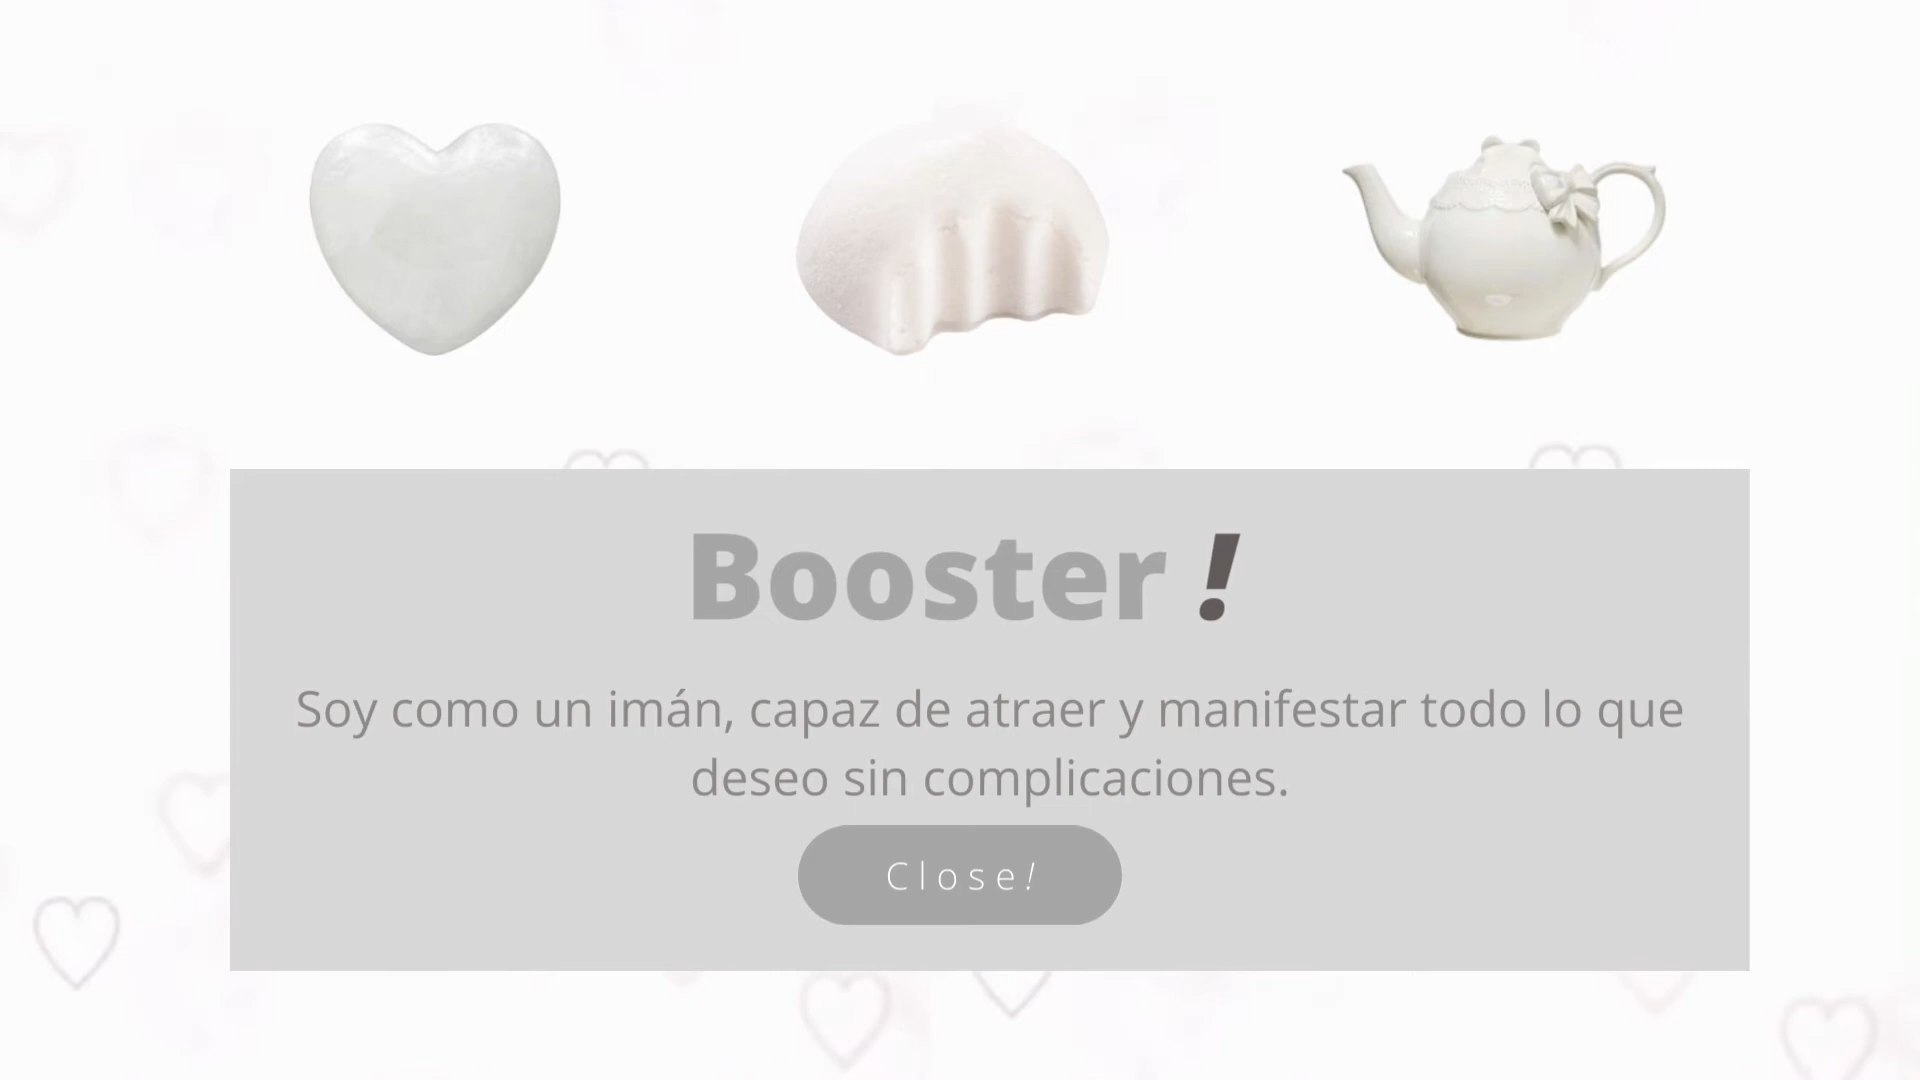 Booster !
Soy como un imán, capaz de atraer y manifestar todo lo que
deseo sin complicaciones.
Close!